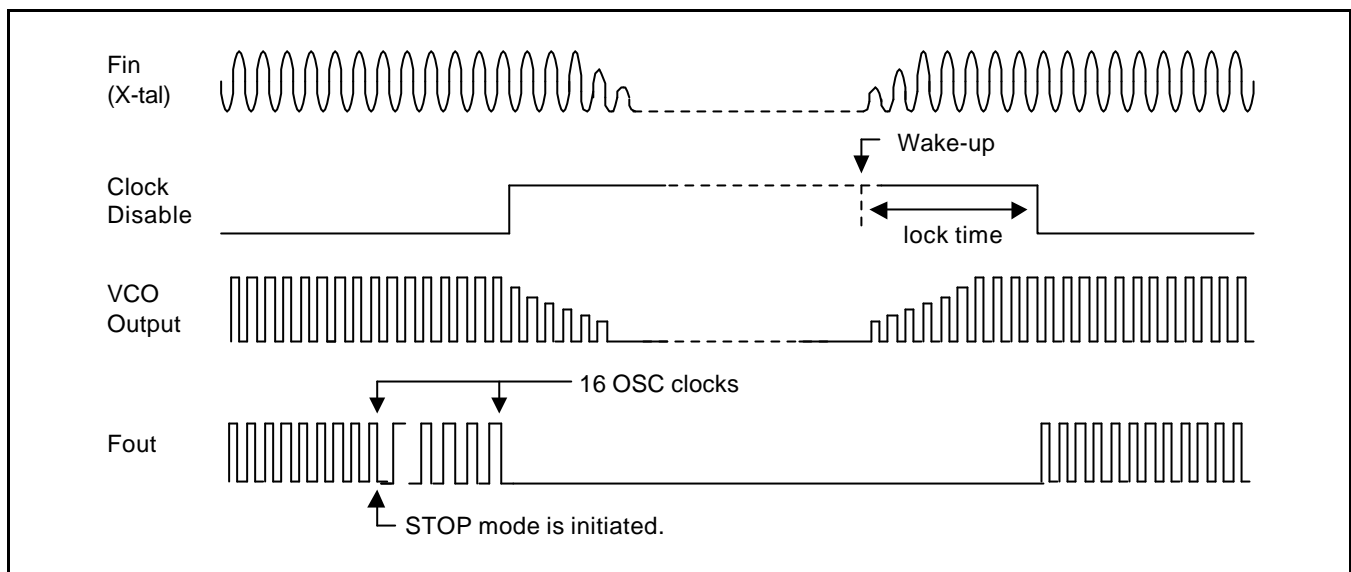 Fin
(X-tal)
Wake-up
Clock
Disable
lock time
VCO
Output
16 OSC clocks
Fout
STOP mode is initiated.